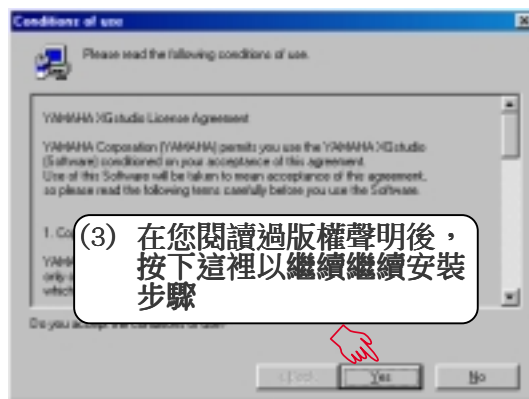 Conditions of use
Please read the following conditions of use.
YAMAHA XGstudio License Agreement
YAMAHA Corporation (YAMAHA) permits you use the YAMAHA XGstudio
(Software) conditioned on your acceptance of this agreement.
Use of this Software will be taken to mean acceptance of this agreement,
so please read the following terms carefully before you use the Software.
1.
(3) 在您閱讀過版權聲明後，
按下這裡以繼續繼續安裝
步驟
Do you accept the conditions of use?
Yes
No